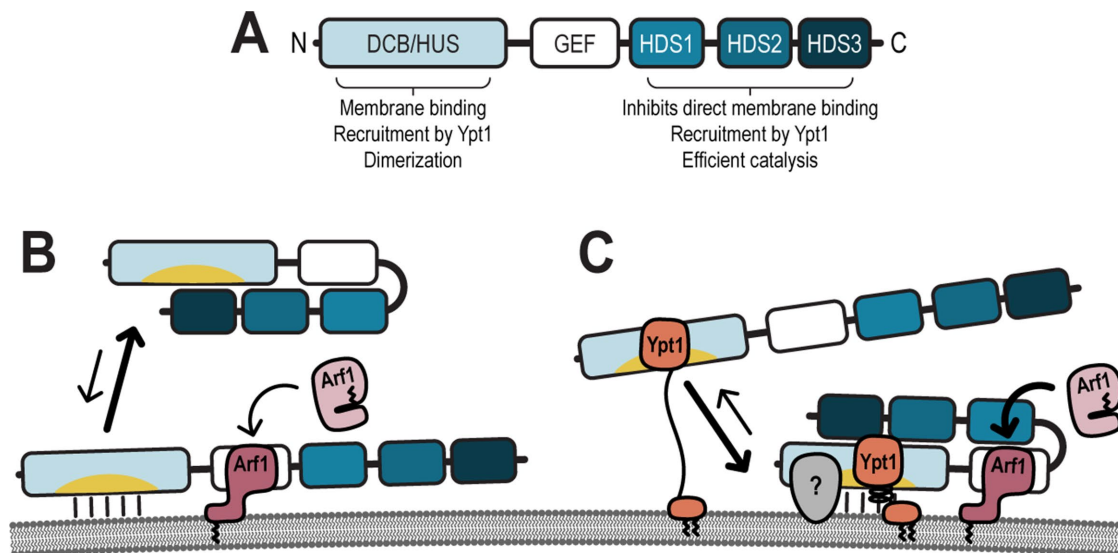 A
N
DCB/HUS
GEF
HDS1
HDS2
HDS3
C
Membrane binding
Recruitment by Ypt1
Dimerization
Inhibits direct membrane binding
Recruitment by Ypt1
Efficient catalysis
B
Arf1
Arf1
C
Ypt1
Arf1
Ypt1
Arf1
?